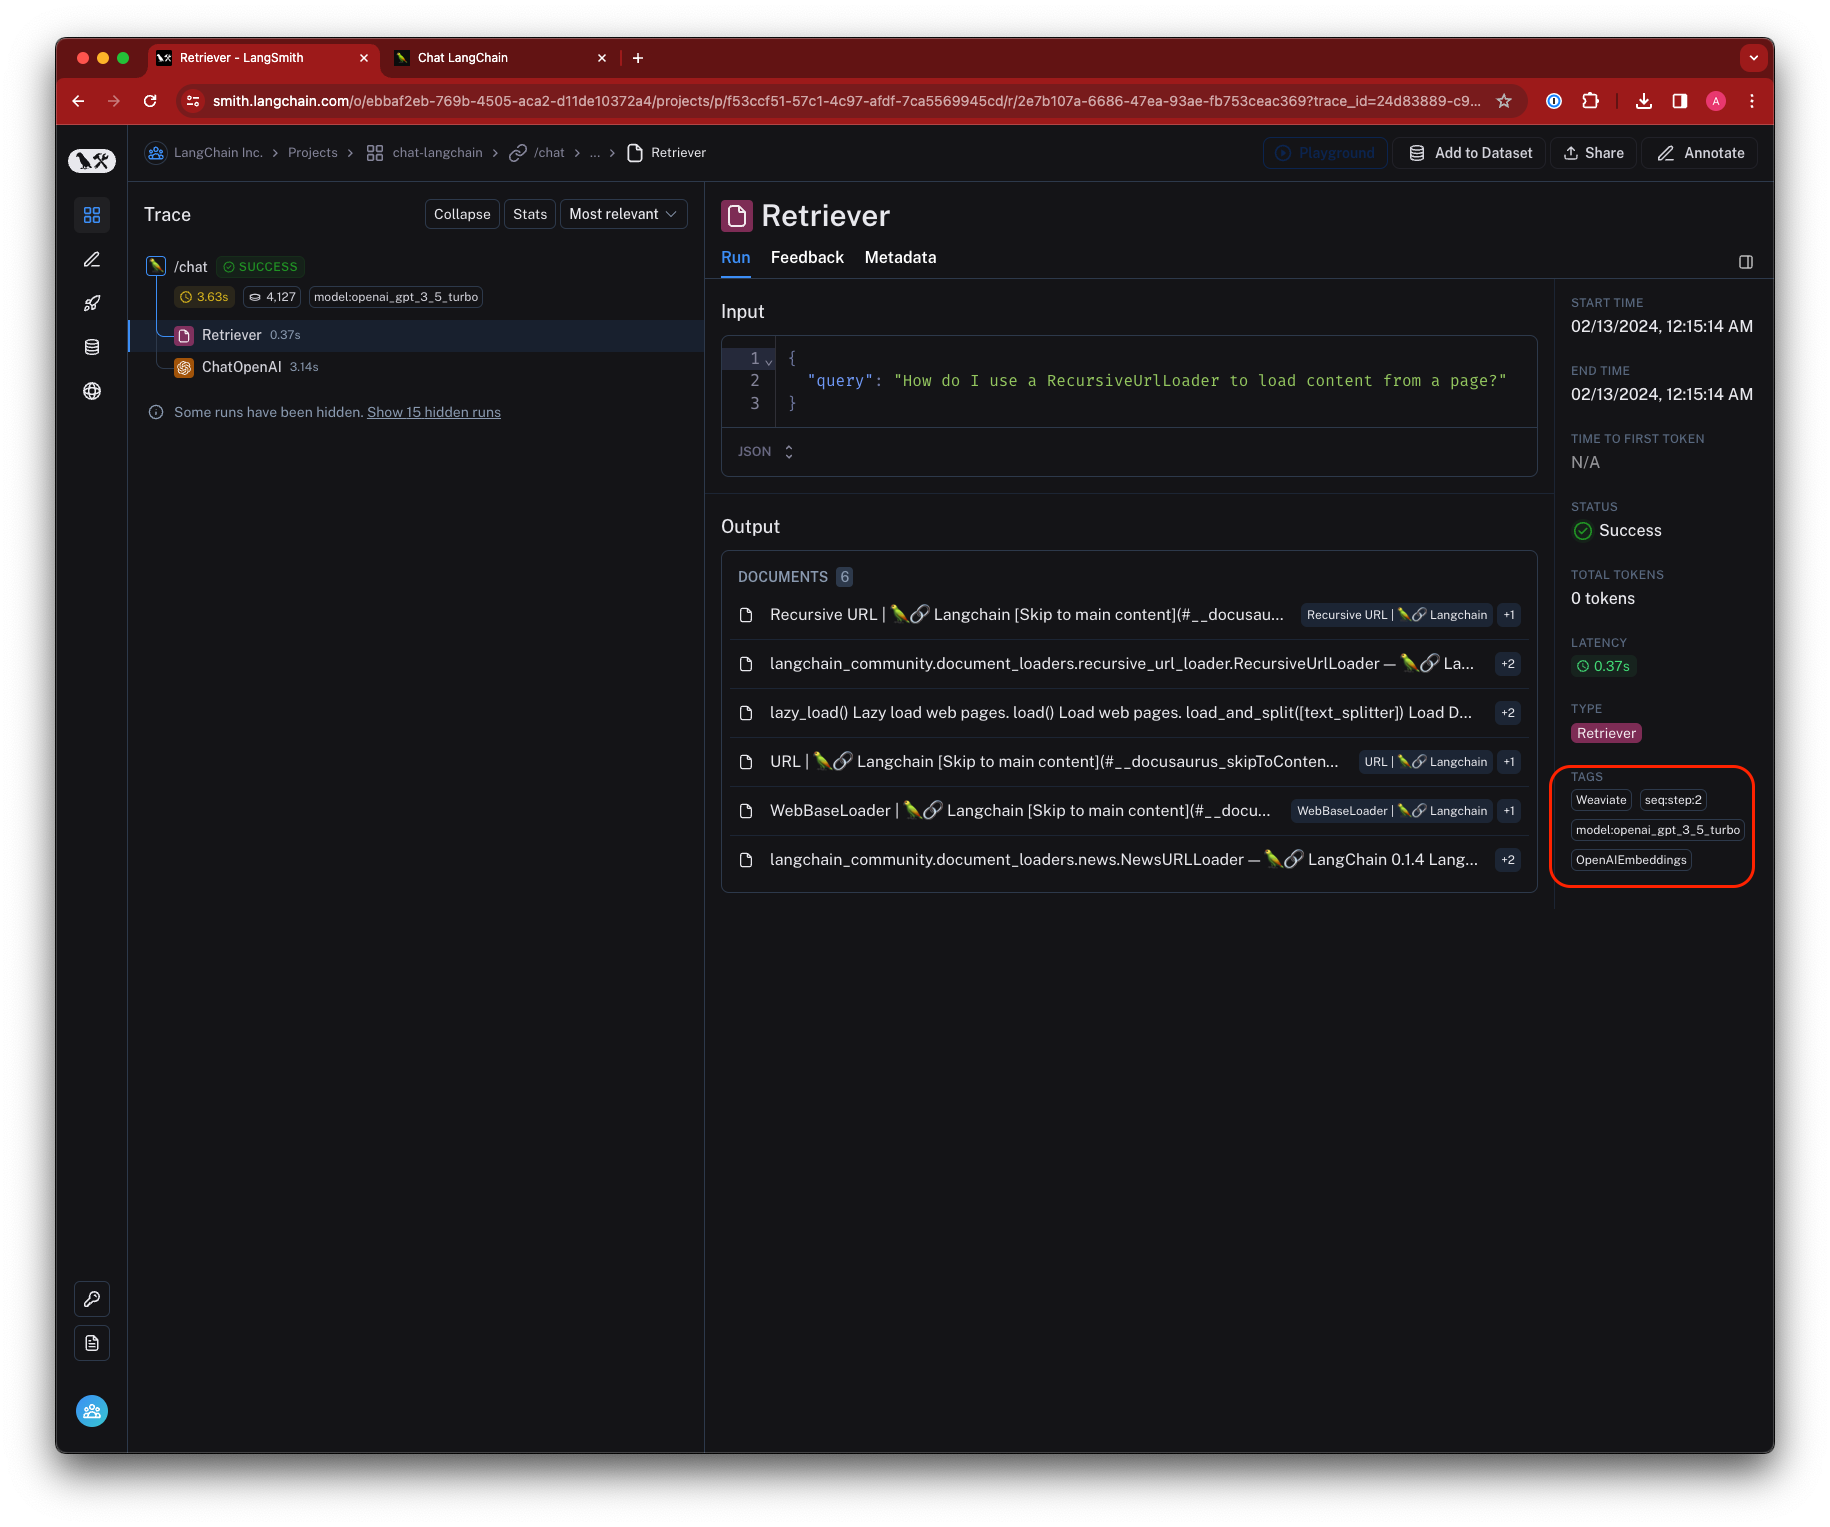 Retriever - LangSmith
Chat LangChain
smith.langchain.com/o/ebbaf2eb-769b-4505-aca2-d11de10372a4/projects/p/f53ccf51-57c1-4c97-afdf-7ca5569945cd/r/2e7b107a-6686-47ea-93ae-fb753ceac369?trace_id=24d83889-c9...
A
LangChain Inc. > Projects > chat-langchain > /chat > ... > Retriever
Playground
Add to Dataset
Share
Annotate
Trace
Collapse
Stats
Most relevant
/chat SUCCESS
3.63s 4,127 model:openai_gpt_3_5_turbo
Retriever 0.37s
ChatOpenAI 3.14s
Some runs have been hidden. Show 15 hidden runs
Retriever
Run Feedback Metadata
Input
1 {
2 "query": "How do I use a RecursiveUrlLoader to load content from a page?"
3 }
JSON
Output
DOCUMENTS 6
Recursive URL | 🦜🔗 Langchain [Skip to main content](#__docusau... Recursive URL | 🦜🔗 Langchain +1
langchain_community.document_loaders.recursive_url_loader.RecursiveUrlLoader — 🦜🔗 La... +2
lazy_load() Lazy load web pages. load() Load web pages. load_and_split([text_splitter]) Load D... +2
URL | 🦜🔗 Langchain [Skip to main content](#__docusaurus_skipToConten... URL | 🦜🔗 Langchain +1
WebBaseLoader | 🦜🔗 Langchain [Skip to main content](#__docu... WebBaseLoader | 🦜🔗 Langchain +1
langchain_community.document_loaders.news.NewsURLLoader — 🦜🔗 LangChain 0.1.4 Lang... +2
START TIME
02/13/2024, 12:15:14 AM
END TIME
02/13/2024, 12:15:14 AM
TIME TO FIRST TOKEN
N/A
STATUS
Success
TOTAL TOKENS
0 tokens
LATENCY
0.37s
TYPE
Retriever
TAGS
Weaviate seq:step:2
model:openai_gpt_3_5_turbo
OpenAIEmbeddings